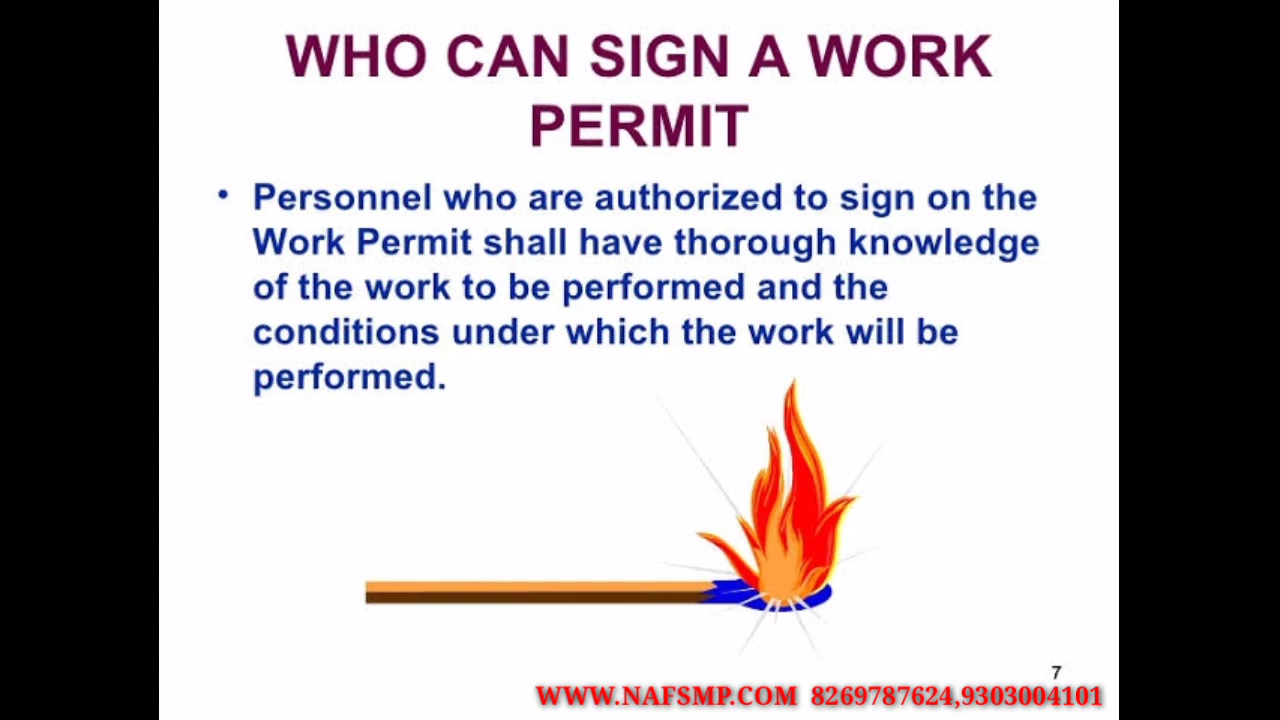 WHO CAN SIGN A WORK
PERMIT
• Personnel who are authorized to sign on the
Work Permit shall have thorough knowledge
of the work to be performed and the
conditions under which the work will be
performed.
7
WWW.NAFSMP.COM 8269787624,9303004101